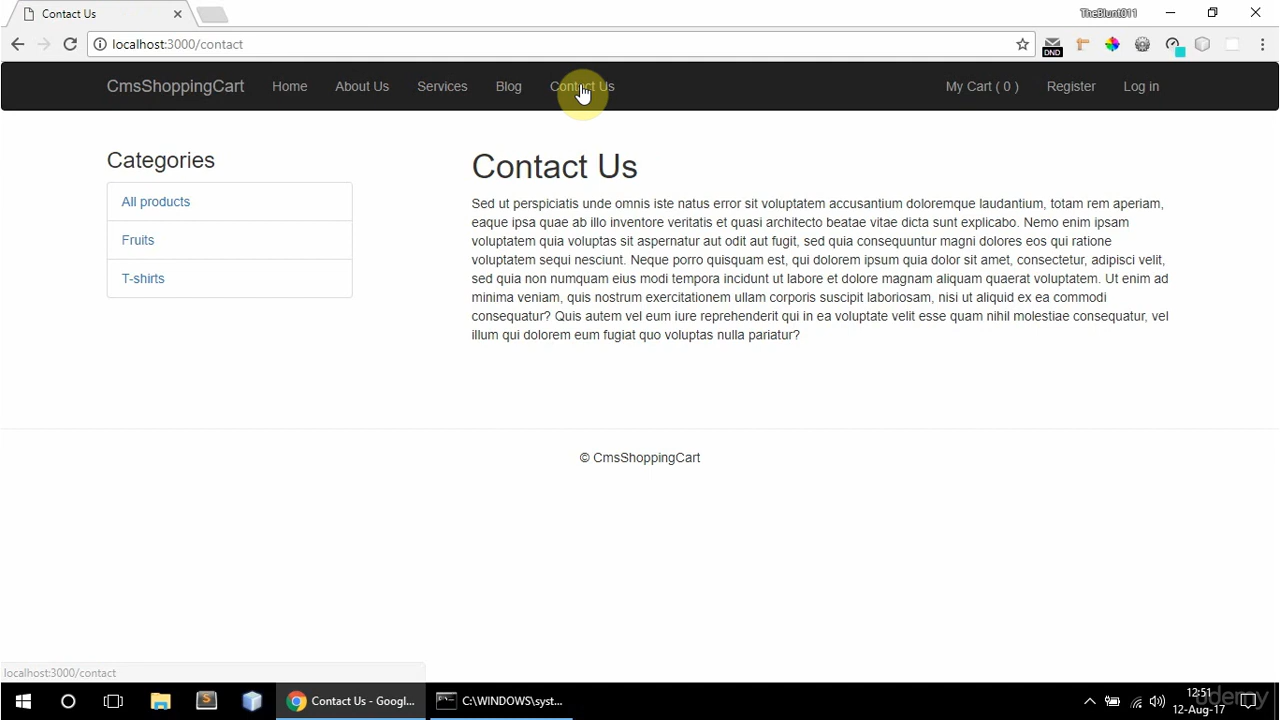 Contact Us
TheBlunt011
localhost:3000/contact
DND
CmsShoppingCart Home About Us Services Blog Contact Us My Cart ( 0 ) Register Log in
Categories
All products
Fruits
T-shirts
Contact Us
Sed ut perspiciatis unde omnis iste natus error sit voluptatem accusantium doloremque laudantium, totam rem aperiam,
eaque ipsa quae ab illo inventore veritatis et quasi architecto beatae vitae dicta sunt explicabo. Nemo enim ipsam
voluptatem quia voluptas sit aspernatur aut odit aut fugit, sed quia consequuntur magni dolores eos qui ratione
voluptatem sequi nesciunt. Neque porro quisquam est, qui dolorem ipsum quia dolor sit amet, consectetur, adipisci velit,
sed quia non numquam eius modi tempora incidunt ut labore et dolore magnam aliquam quaerat voluptatem. Ut enim ad
minima veniam, quis nostrum exercitationem ullam corporis suscipit laboriosam, nisi ut aliquid ex ea commodi
consequatur? Quis autem vel eum iure reprehenderit qui in ea voluptate velit esse quam nihil molestiae consequatur, vel
illum qui dolorem eum fugiat quo voluptas nulla pariatur?
© CmsShoppingCart
localhost:3000/contact
Contact Us - Googl...
C:\WINDOWS\syst...
12:51
12-Aug-17
udemy